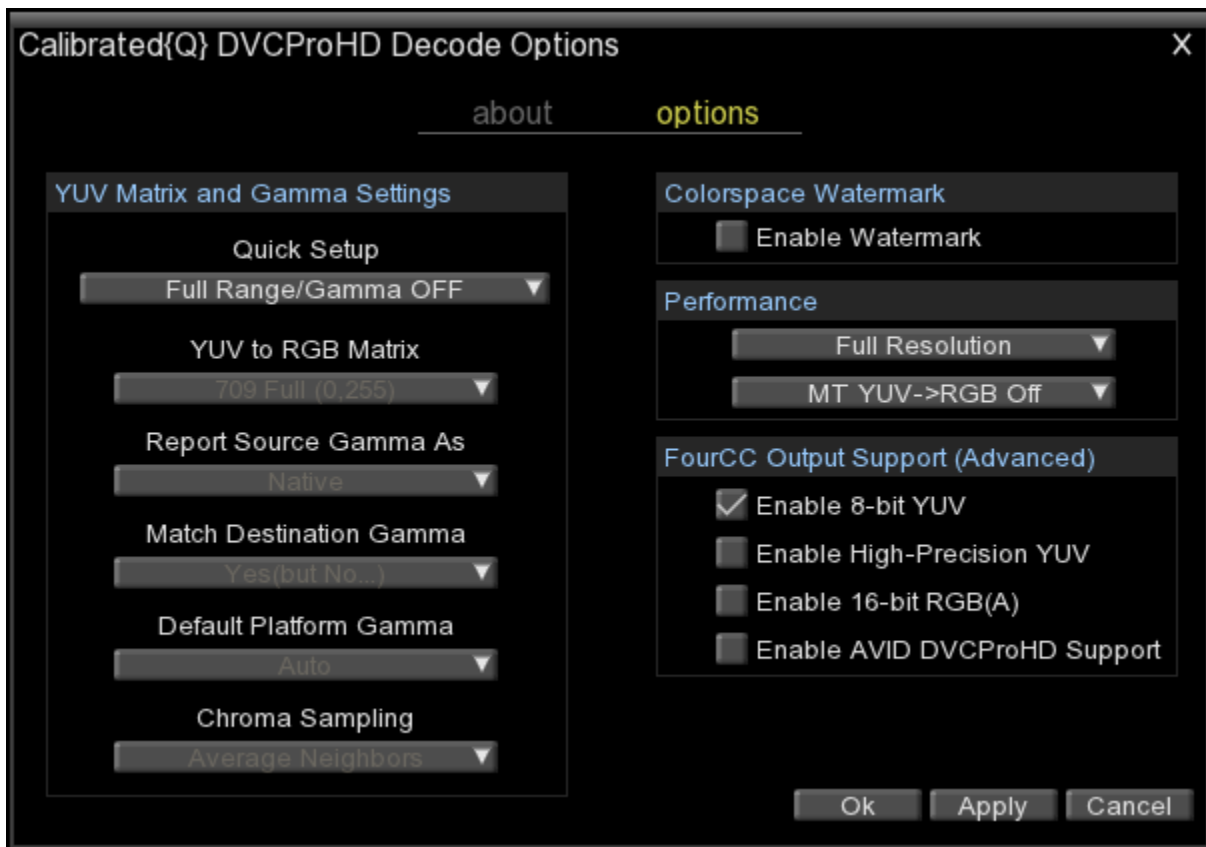 Calibrated{Q} DVCProHD Decode Options X
about options
YUV Matrix and Gamma Settings
Quick Setup
Full Range/Gamma OFF
YUV to RGB Matrix
709 Full (0,255)
Report Source Gamma As
Native
Match Destination Gamma
Yes(but No...)
Default Platform Gamma
Auto
Chroma Sampling
Average Neighbors
Colorspace Watermark
Enable Watermark
Performance
Full Resolution
MT YUV->RGB Off
FourCC Output Support (Advanced)
Enable 8-bit YUV
Enable High-Precision YUV
Enable 16-bit RGB(A)
Enable AVID DVCProHD Support
Ok Apply Cancel